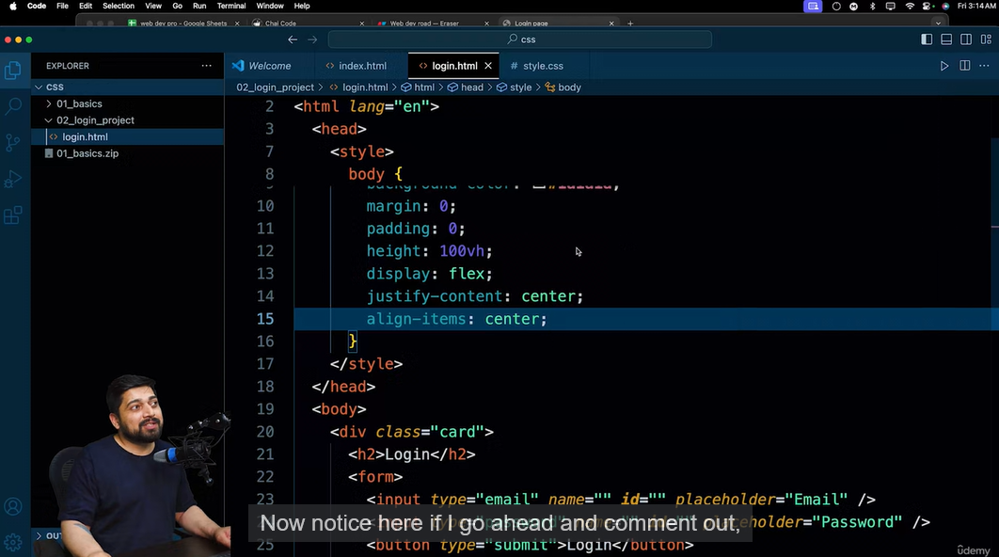 Code File Edit Selection View Go Run Terminal Window Help Fri 3:14 AM
web dev pro - Google Sheets Chai Code Web dev road — Eraser Login page
css
EXPLORER
Welcome index.html login.html style.css
CSS
02_login_project > login.html > html > head > style > body
01_basics
02_login_project
login.html
01_basics.zip
2 <html lang="en">
3 <head>
7 <style>
8 body {
9 background-color:
10 margin: 0;
11 padding: 0;
12 height: 100vh;
13 display: flex;
14 justify-content: center;
15 align-items: center;
16 }
17 </style>
18 </head>
19 <body>
20 <div class="card">
21 <h2>Login</h2>
22 <form>
23 <input type="email" name="" id="" placeholder="Email" />
placeholder="Password" />
25 <button type="submit">Login</button>
Now notice here if I go ahead and comment out,
OUT
ûdemy